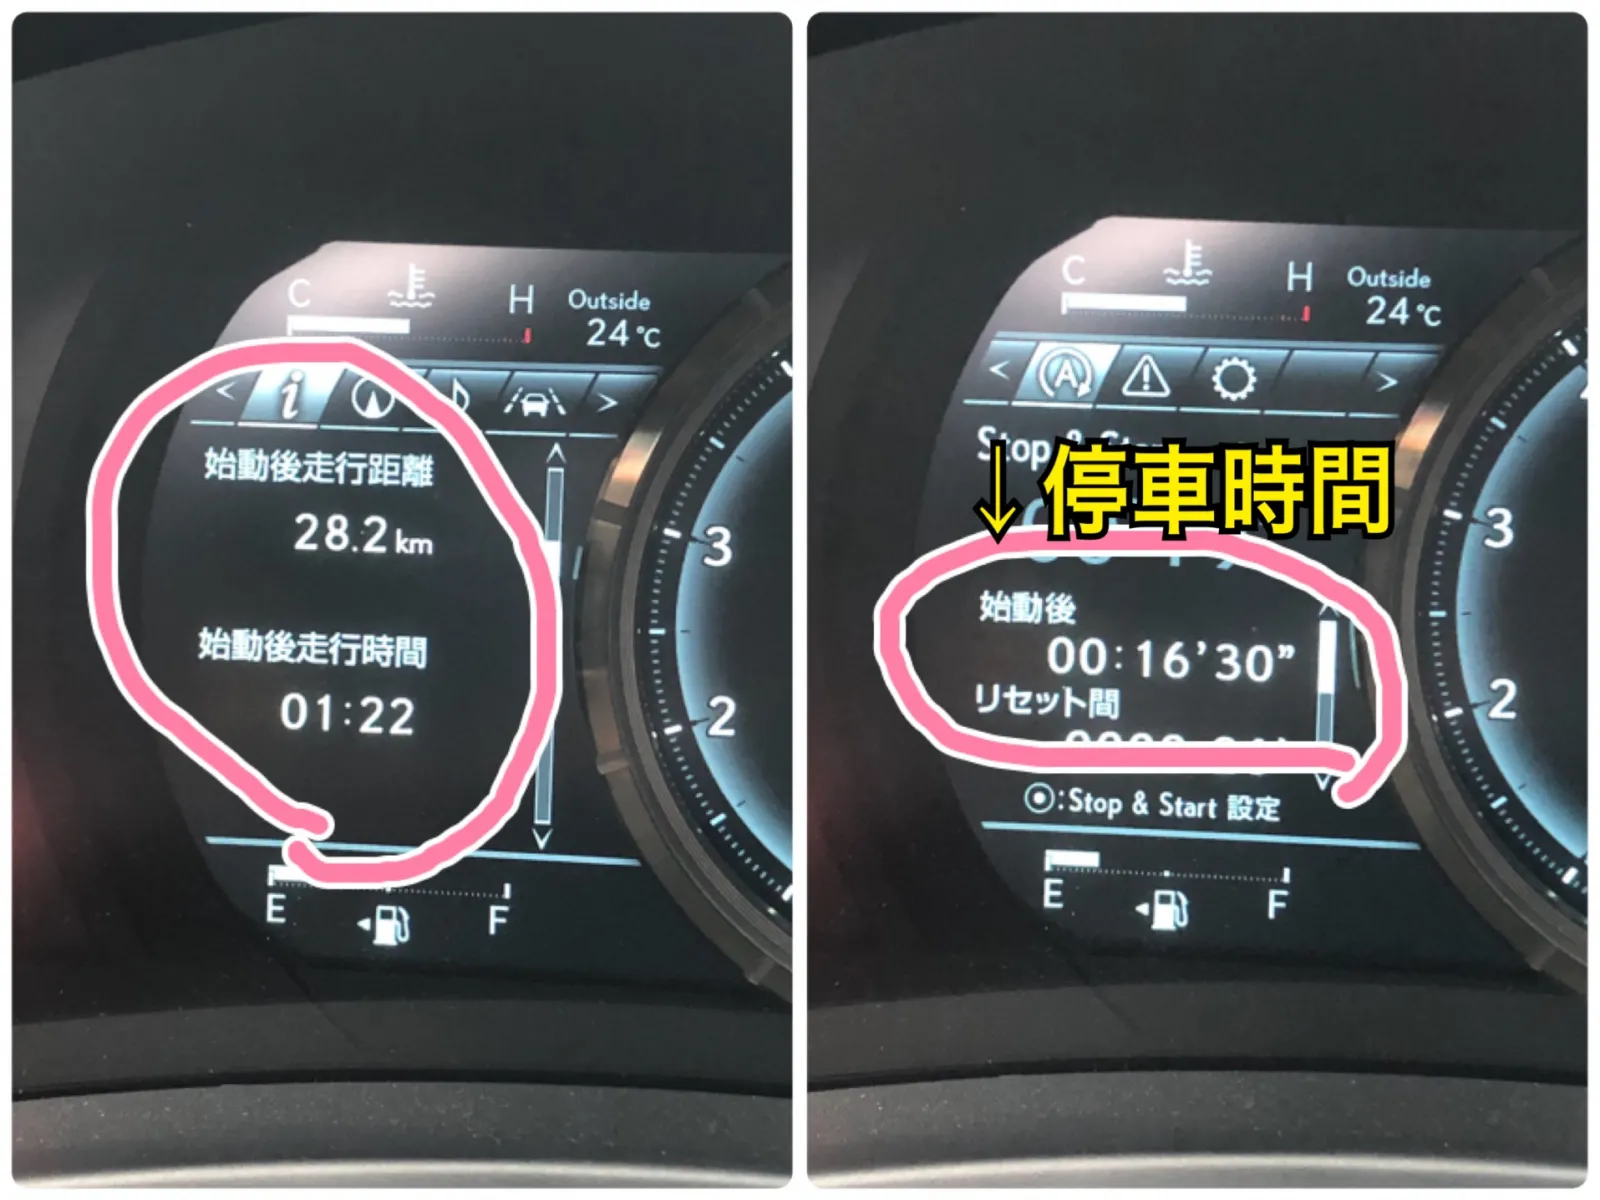 C
H
Outside
24℃
<
i
>
始動後走行距離
28.2km
始動後走行時間
01:22
E
F
3
2
C
H
Outside
24℃
<
A
>
Stop &
↓停車時間
始動後
00:16’30”
リセット間
:Stop & Start 設定
E
F
3
2